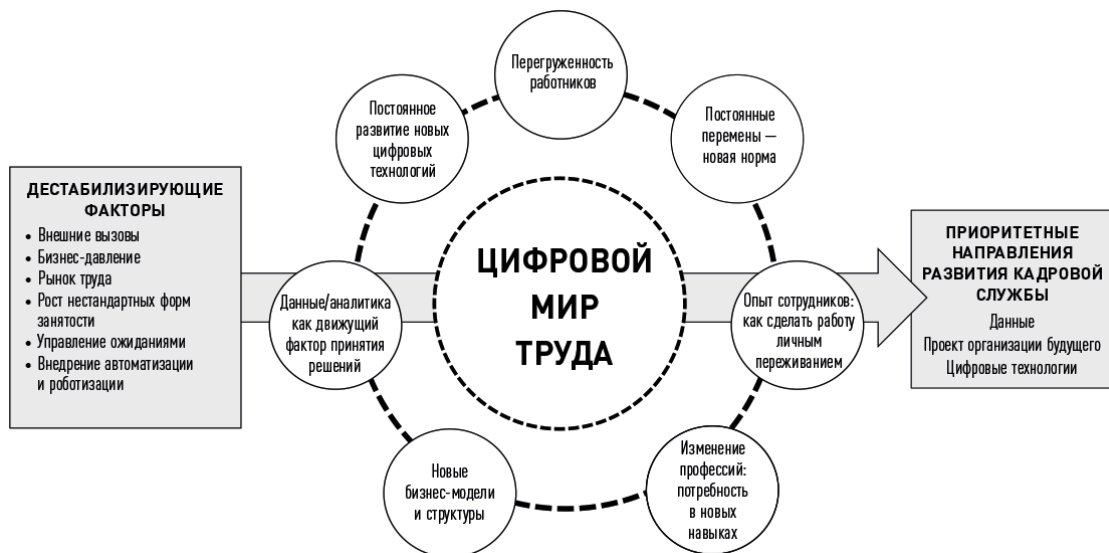 Перегруженность
работников
Постоянное
развитие новых
цифровых
технологий
Постоянные
перемены —
новая норма
ДЕСТАБИЛИЗИРУЮЩИЕ
ФАКТОРЫ
• Внешние вызовы
• Бизнес-давление
• Рынок труда
• Рост нестандартных форм
занятости
• Управление ожиданиями
• Внедрение автоматизации
и роботизации
Данные/аналитика
как движущий
фактор принятия
решений
ЦИФРОВОЙ
МИР
ТРУДА
Опыт сотрудников:
как сделать работу
личным
переживанием
ПРИОРИТЕТНЫЕ
НАПРАВЛЕНИЯ
РАЗВИТИЯ КАДРОВОЙ
СЛУЖБЫ
Данные
Проект организации будущего
Цифровые технологии
Новые
бизнес-модели
и структуры
Изменение
профессий:
потребность
в новых
навыках